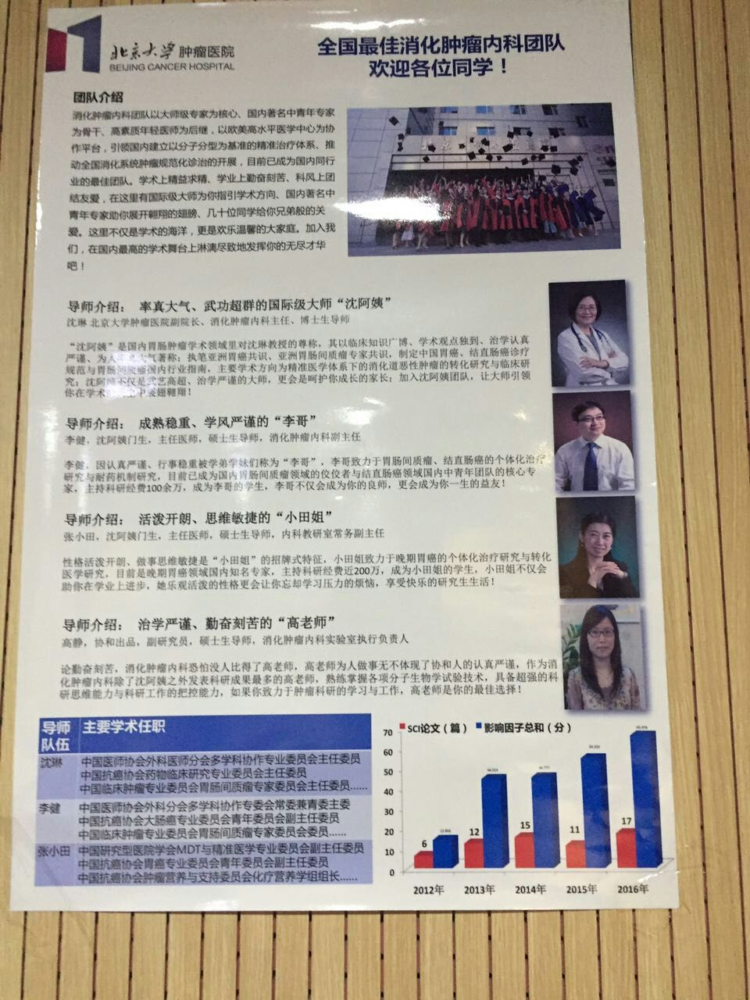 北京大学 肿瘤医院
BEIJING CANCER HOSPITAL
全国最佳消化肿瘤内科团队
欢迎各位同学！
团队介绍
消化肿瘤内科团队以大师级专家为核心、国内著名中青年专家
为骨干、高素质年轻医师为后继，以欧美高水平医学中心为协
作平台，引领国内建立以分子分型为基准的精准治疗体系、推
动全国消化系统肿瘤规范化诊治的开展，目前已成为国内同行
业的最佳团队。学术上精益求精、学业上勤奋刻苦、科风上团
结友爱，在这里有国际级大师为你指引学术方向、国内著名中
青年专家助你展开翱翔的翅膀、几十位同学给你兄弟般的关
爱。这里不仅是学术的海洋，更是欢乐温馨的大家庭。加入我
们，在国内最高的学术舞台上淋漓尽致地发挥你的无尽才华
吧！
导师介绍： 率真大气、武功超群的国际级大师“沈阿姨”
沈琳 北京大学肿瘤医院副院长、消化肿瘤内科主任、博士生导师
“沈阿姨”是国内胃肠肿瘤学术领域里对沈琳教授的尊称，其以临床知识广博、学术观点独到、治学认真
严谨、为人 大气著称；执笔亚洲胃癌共识、亚洲胃肠间质瘤专家共识，制定中国胃癌、结直肠癌诊疗
规范与胃肠间质瘤国内行业指南，主要学术方向为精准医学体系下的消化道恶性肿瘤的转化研究与临床研
究；沈阿姨不仅是武艺高超、治学严谨的大师，更会是呵护你成长的家长；加入沈阿姨团队，让大师引领
你在学术 中展翅翱翔！
导师介绍： 成熟稳重、学风严谨的“李哥”
李健，沈阿姨门生，主任医师，硕士生导师，消化肿瘤内科副主任
李健，因认真严谨、行事稳重被学弟学妹们称为“李哥”，李哥致力于胃肠间质瘤、结直肠癌的个体化治疗
研究与耐药机制研究，目前已成为国内胃肠间质瘤领域的佼佼者与结直肠癌领域国内中青年团队的核心专
家，主持科研经费100余万，成为李哥的学生，李哥不仅会成为你的良师，更会成为你一生的益友！
导师介绍： 活泼开朗、思维敏捷的“小田姐”
张小田，沈阿姨门生，主任医师，硕士生导师，内科教研室常务副主任
性格活泼开朗、做事思维敏捷是“小田姐”的招牌式特征，小田姐致力于晚期胃癌的个体化治疗研究与转化
医学研究，目前是晚期胃癌领域国内知名专家，主持科研经费近200万，成为小田姐的学生，小田姐不仅会
助你在学业上进步，她乐观活泼的性格更会让你忘却学习压力的烦恼，享受快乐的研究生生活！
导师介绍： 治学严谨、勤奋刻苦的“高老师”
高静，协和出品，副研究员，硕士生导师，消化肿瘤内科实验室执行负责人
论勤奋刻苦，消化肿瘤内科恐怕没人比得了高老师，高老师为人做事无不体现了协和人的认真严谨，作为消
化肿瘤内科除了沈阿姨之外发表科研成果最多的高老师，熟练掌握各项分子生物学试验技术，具备超强的科
研思维能力与科研工作的把控能力，如果你致力于肿瘤科研的学习与工作，高老师是你的最佳选择！
导师队伍 主要学术任职
沈琳 中国医师协会外科医师分会多学科协作专业委员会主任委员
中国抗癌协会药物临床研究专业委员会主任委员
中国临床肿瘤专业委员会胃肠间质瘤专家委员会主任委员......
李健 中国医师协会外科分会多学科协作专委会常委兼青委主委
中国抗癌协会大肠癌专业委员会青年委员会副主任委员
中国临床肿瘤专业委员会胃肠间质瘤专家委员会委员......
张小田 中国研究型医院学会MDT与精准医学专业委员会副主任委员
中国抗癌协会胃癌专业委员会青年委员会副主任委员
中国抗癌协会肿瘤营养与支持委员会化疗营养学组组长......
SCI论文（篇） 影响因子总和（分）
70
60
50
40
30
20
10
0
6
12
15
11
17
2012年 2013年 2014年 2015年 2016年